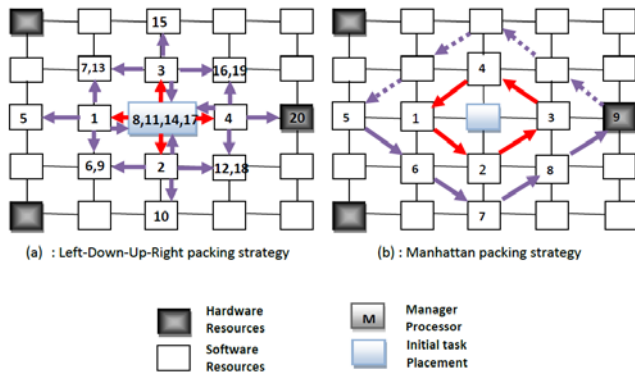 15
7,13 3 16,19
5 1 8,11,14,17 4 20
6,9 2 12,18
10
4
5 1 3 9
6 2 8
7
(a) : Left-Down-Up-Right packing strategy
(b) : Manhattan packing strategy
Hardware
Resources
M
Manager
Processor
Software
Resources
Initial task
Placement